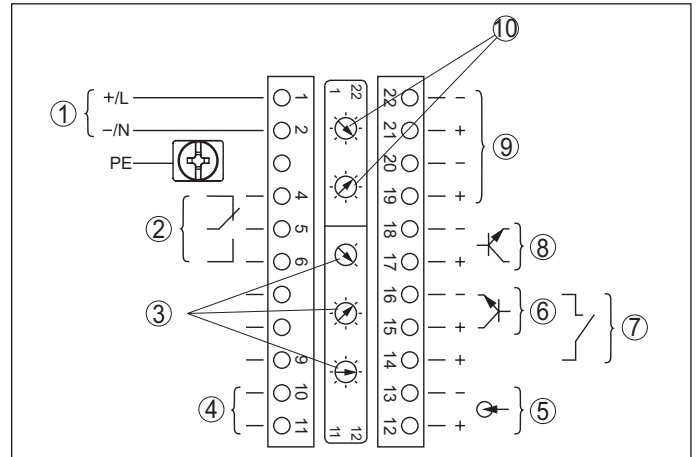 ⑩
① +/L 1 1 22 22 – –
–/N 2 21 – + ⑨
PE 20 – –
4 19 – +
② 5 18 – – ⑧
6 17 – +
③ 16 – – ⑥ ⑦
15 – +
9 14 – +
④ 10 13 – – ⑤
11 11 12 12 – +